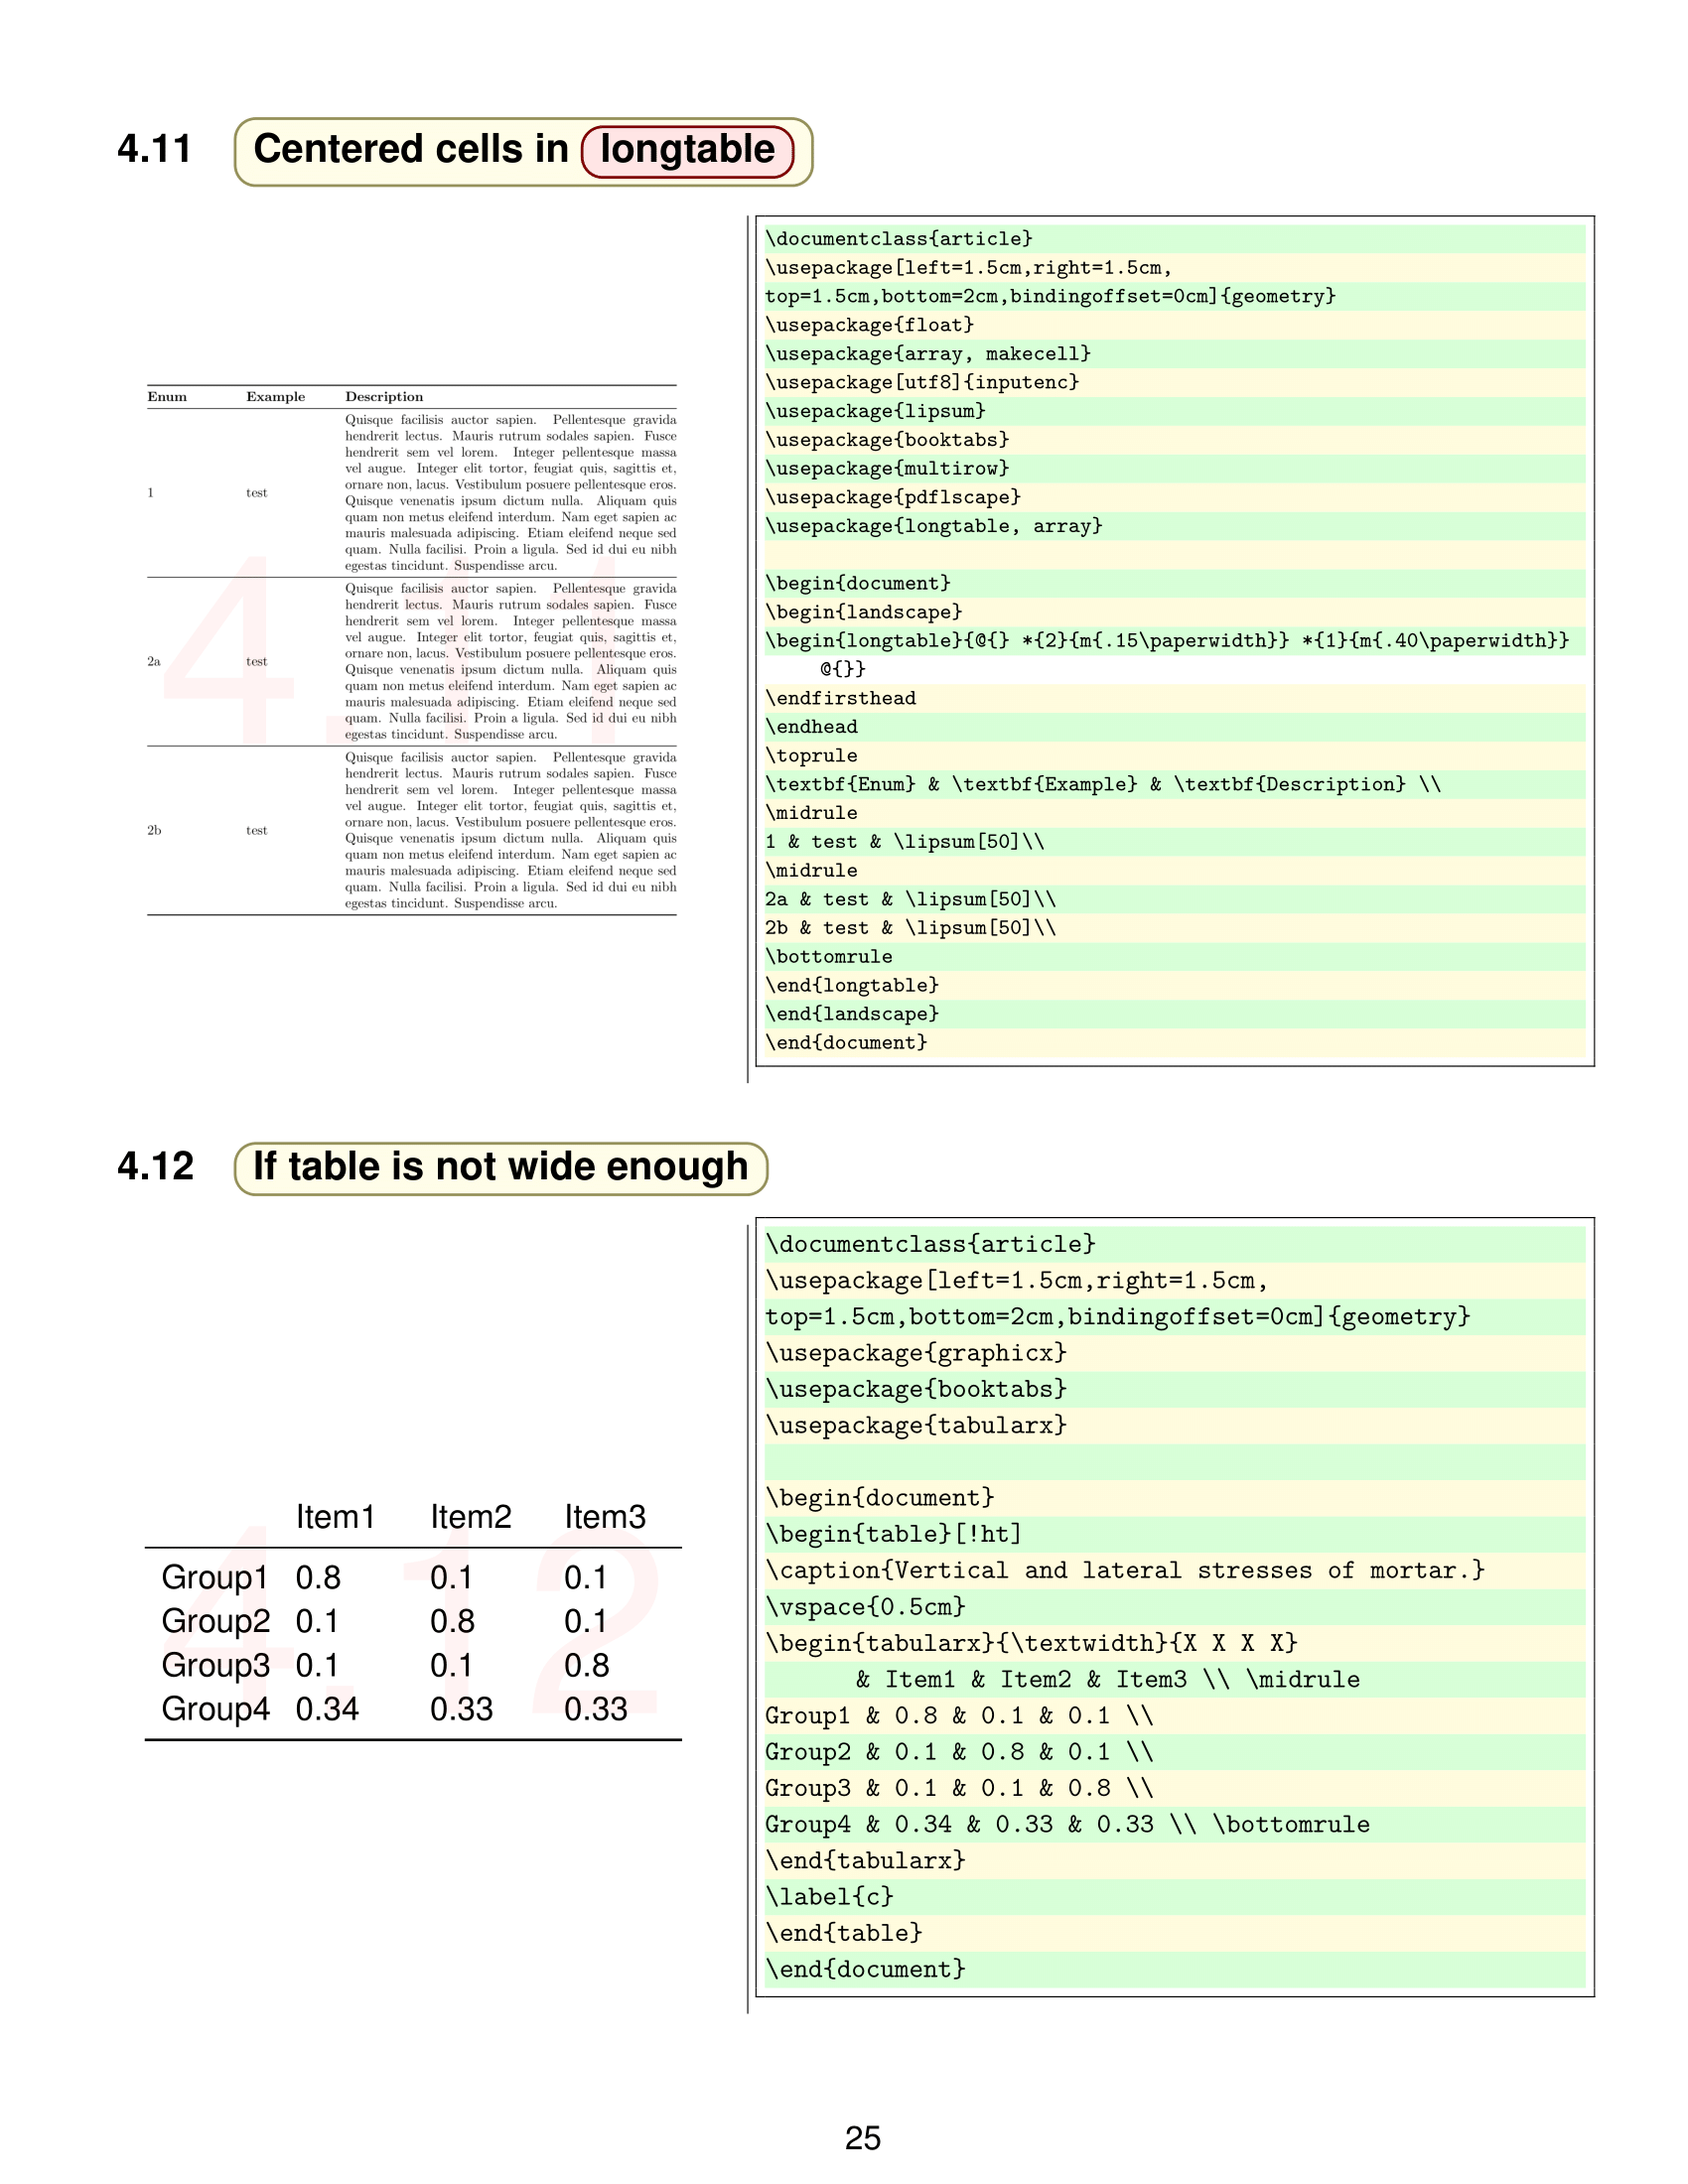 4.11 Centered cells in longtable
Enum Example Description
Quisque facilisis auctor sapien. Pellentesque gravida
hendrerit lectus. Mauris rutrum sodales sapien. Fusce
hendrerit sem vel lorem. Integer pellentesque massa
vel augue. Integer elit tortor, feugiat quis, sagittis et,
ornare non, lacus. Vestibulum posuere pellentesque eros.
1 test Quisque venenatis ipsum dictum nulla. Aliquam quis
quam non metus eleifend interdum. Nam eget sapien ac
mauris malesuada adipiscing. Etiam eleifend neque sed
quam. Nulla facilisi. Proin a ligula. Sed id dui eu nibh
egestas tincidunt. Suspendisse arcu.
Quisque facilisis auctor sapien. Pellentesque gravida
hendrerit lectus. Mauris rutrum sodales sapien. Fusce
hendrerit sem vel lorem. Integer pellentesque massa
vel augue. Integer elit tortor, feugiat quis, sagittis et,
ornare non, lacus. Vestibulum posuere pellentesque eros.
2a test Quisque venenatis ipsum dictum nulla. Aliquam quis
quam non metus eleifend interdum. Nam eget sapien ac
mauris malesuada adipiscing. Etiam eleifend neque sed
quam. Nulla facilisi. Proin a ligula. Sed id dui eu nibh
egestas tincidunt. Suspendisse arcu.
Quisque facilisis auctor sapien. Pellentesque gravida
hendrerit lectus. Mauris rutrum sodales sapien. Fusce
hendrerit sem vel lorem. Integer pellentesque massa
vel augue. Integer elit tortor, feugiat quis, sagittis et,
ornare non, lacus. Vestibulum posuere pellentesque eros.
2b test Quisque venenatis ipsum dictum nulla. Aliquam quis
quam non metus eleifend interdum. Nam eget sapien ac
mauris malesuada adipiscing. Etiam eleifend neque sed
quam. Nulla facilisi. Proin a ligula. Sed id dui eu nibh
egestas tincidunt. Suspendisse arcu.
4.11
\documentclass{article}
\usepackage[left=1.5cm,right=1.5cm,
top=1.5cm,bottom=2cm,bindingoffset=0cm]{geometry}
\usepackage{float}
\usepackage{array, makecell}
\usepackage[utf8]{inputenc}
\usepackage{lipsum}
\usepackage{booktabs}
\usepackage{multirow}
\usepackage{pdflscape}
\usepackage{longtable, array}
\begin{document}
\begin{landscape}
\begin{longtable}{@{} *{2}{m{.15\paperwidth}} *{1}{m{.40\paperwidth}}
@{}}
\endfirsthead
\endhead
\toprule
\textbf{Enum} & \textbf{Example} & \textbf{Description} \\
\midrule
1 & test & \lipsum[50]\\
\midrule
2a & test & \lipsum[50]\\
2b & test & \lipsum[50]\\
\bottomrule
\end{longtable}
\end{landscape}
\end{document}
4.12 If table is not wide enough
Item1 Item2 Item3
Group1 0.8 0.1 0.1
Group2 0.1 0.8 0.1
Group3 0.1 0.1 0.8
Group4 0.34 0.33 0.33
4.12
\documentclass{article}
\usepackage[left=1.5cm,right=1.5cm,
top=1.5cm,bottom=2cm,bindingoffset=0cm]{geometry}
\usepackage{graphicx}
\usepackage{booktabs}
\usepackage{tabularx}
\begin{document}
\begin{table}[!ht]
\caption{Vertical and lateral stresses of mortar.}
\vspace{0.5cm}
\begin{tabularx}{\textwidth}{X X X X}
& Item1 & Item2 & Item3 \\ \midrule
Group1 & 0.8 & 0.1 & 0.1 \\
Group2 & 0.1 & 0.8 & 0.1 \\
Group3 & 0.1 & 0.1 & 0.8 \\
Group4 & 0.34 & 0.33 & 0.33 \\ \bottomrule
\end{tabularx}
\label{c}
\end{table}
\end{document}
25